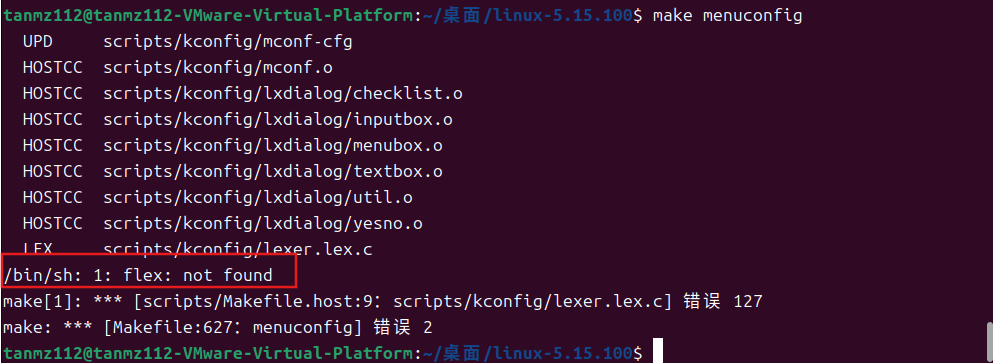 tanmz112@tanmz112-VMware-Virtual-Platform:~/桌面/linux-5.15.100$ make menuconfig
UPD scripts/kconfig/mconf-cfg
HOSTCC scripts/kconfig/mconf.o
HOSTCC scripts/kconfig/lxdialog/checklist.o
HOSTCC scripts/kconfig/lxdialog/inputbox.o
HOSTCC scripts/kconfig/lxdialog/menubox.o
HOSTCC scripts/kconfig/lxdialog/textbox.o
HOSTCC scripts/kconfig/lxdialog/util.o
HOSTCC scripts/kconfig/lxdialog/yesno.o
LEX scripts/kconfig/lexer.lex.c
/bin/sh: 1: flex: not found
make[1]: *** [scripts/Makefile.host:9：scripts/kconfig/lexer.lex.c] 错误 127
make: *** [Makefile:627：menuconfig] 错误 2
tanmz112@tanmz112-VMware-Virtual-Platform:~/桌面/linux-5.15.100$